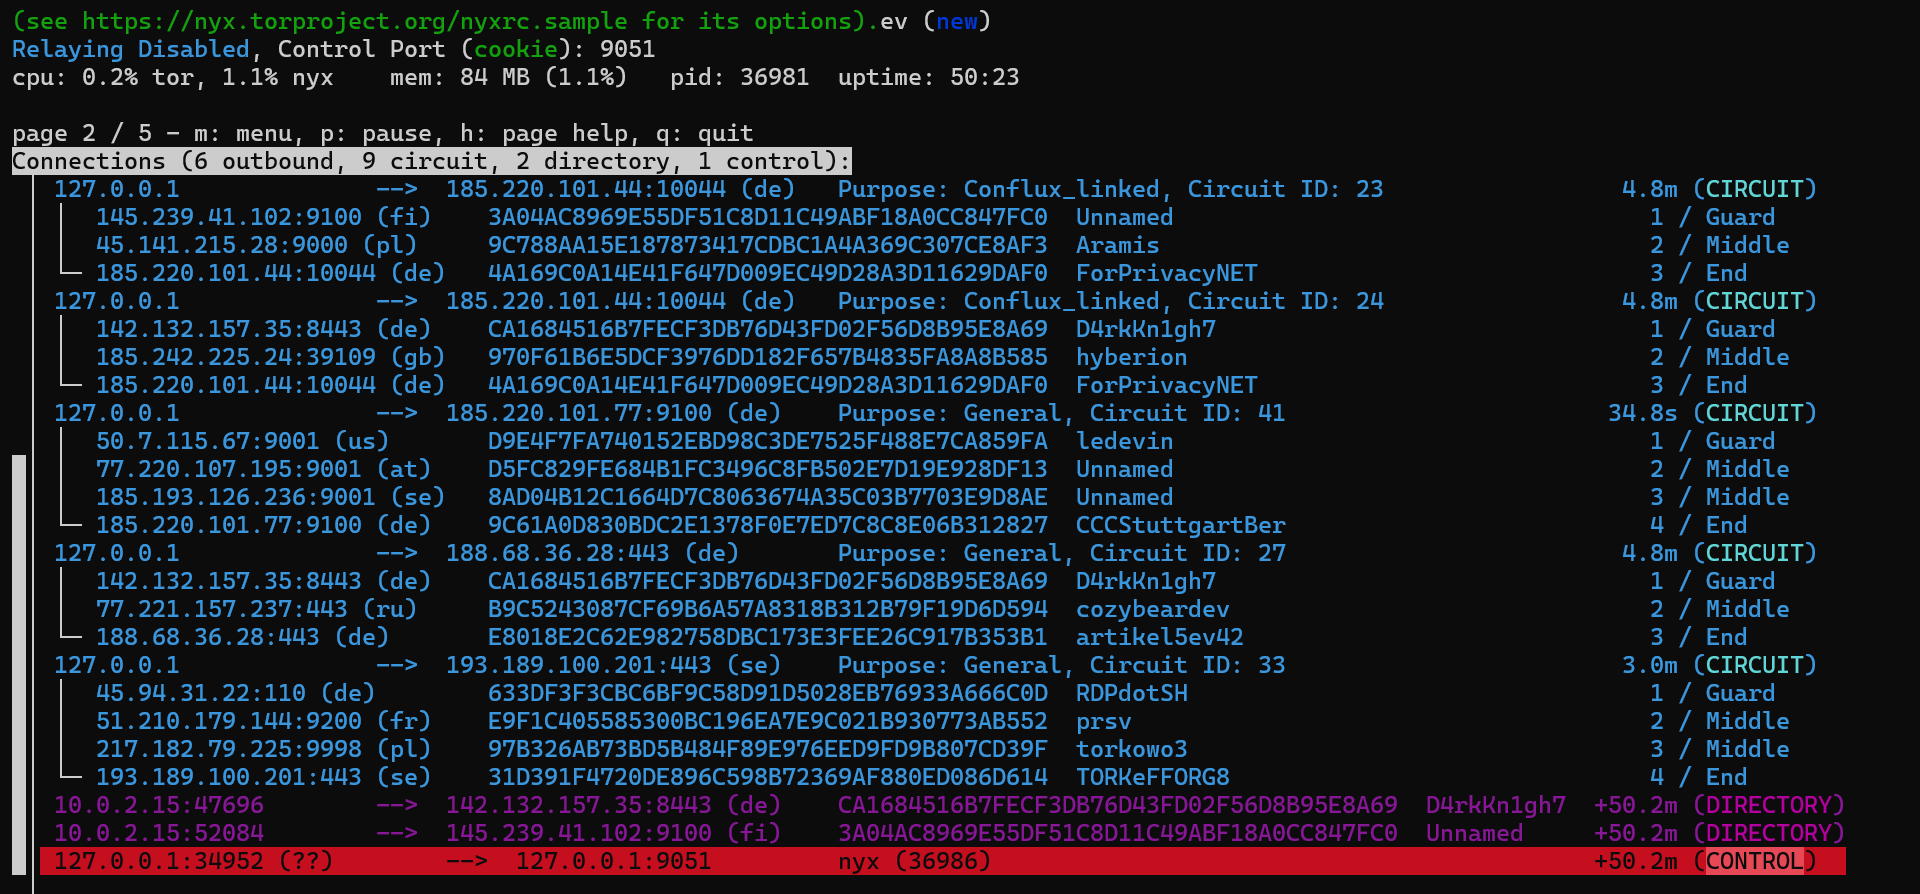 (see https://nyx.torproject.org/nyxrc.sample for its options).ev (new)
Relaying Disabled, Control Port (cookie): 9051
cpu: 0.2% tor, 1.1% nyx    mem: 84 MB (1.1%)   pid: 36981  uptime: 50:23
page 2 / 5 - m: menu, p: pause, h: page help, q: quit
Connections (6 outbound, 9 circuit, 2 directory, 1 control):
127.0.0.1              -->  185.220.101.44:10044 (de)   Purpose: Conflux_linked, Circuit ID: 23                 4.8m (CIRCUIT)
145.239.41.102:9100 (fi)    3A04AC8969E55DF51C8D11C49ABF18A0CC847FC0  Unnamed                                  1 / Guard
45.141.215.28:9000 (pl)     9C788AA15E187873417CDBC1A4A369C307CE8AF3  Aramis                                   2 / Middle
185.220.101.44:10044 (de)   4A169C0A14E41F647D009EC49D28A3D11629DAF0  ForPrivacyNET                            3 / End
127.0.0.1              -->  185.220.101.44:10044 (de)   Purpose: Conflux_linked, Circuit ID: 24                 4.8m (CIRCUIT)
142.132.157.35:8443 (de)    CA1684516B7FECF3DB76D43FD02F56D8B95E8A69  D4rkKn1gh7                               1 / Guard
185.242.225.24:39109 (gb)   970F61B6E5DCF3976DD182F657B4835FA8A8B585  hyberion                                 2 / Middle
185.220.101.44:10044 (de)   4A169C0A14E41F647D009EC49D28A3D11629DAF0  ForPrivacyNET                            3 / End
127.0.0.1              -->  185.220.101.77:9100 (de)    Purpose: General, Circuit ID: 41                       34.8s (CIRCUIT)
50.7.115.67:9001 (us)       D9E4F7FA740152EBD98C3DE7525F488E7CA859FA  ledevin                                  1 / Guard
77.220.107.195:9001 (at)    D5FC829FE684B1FC3496C8FB502E7D19E928DF13  Unnamed                                  2 / Middle
185.193.126.236:9001 (se)   8AD04B12C1664D7C8063674A35C03B7703E9D8AE  Unnamed                                  3 / Middle
185.220.101.77:9100 (de)    9C61A0D830BDC2E1378F0E7ED7C8C8E06B312827  CCCStuttgartBer                          4 / End
127.0.0.1              -->  188.68.36.28:443 (de)       Purpose: General, Circuit ID: 27                        4.8m (CIRCUIT)
142.132.157.35:8443 (de)    CA1684516B7FECF3DB76D43FD02F56D8B95E8A69  D4rkKn1gh7                               1 / Guard
77.221.157.237:443 (ru)     B9C5243087CF69B6A57A8318B312B79F19D6D594  cozybeardev                              2 / Middle
188.68.36.28:443 (de)       E8018E2C62E982758DBC173E3FEE26C917B353B1  artikel5ev42                             3 / End
127.0.0.1              -->  193.189.100.201:443 (se)    Purpose: General, Circuit ID: 33                        3.0m (CIRCUIT)
45.94.31.22:110 (de)        633DF3F3CBC6BF9C58D91D5028EB76933A666C0D  RDPdotSH                                 1 / Guard
51.210.179.144:9200 (fr)    E9F1C405585300BC196EA7E9C021B930773AB552  prsv                                     2 / Middle
217.182.79.225:9998 (pl)    97B326AB73BD5B484F89E976EED9FD9B807CD39F  torkowo3                                 3 / Middle
193.189.100.201:443 (se)    31D391F4720DE896C598B72369AF880ED086D614  TORKeFFORG8                              4 / End
10.0.2.15:47696        -->  142.132.157.35:8443 (de)    CA1684516B7FECF3DB76D43FD02F56D8B95E8A69  D4rkKn1gh7  +50.2m (DIRECTORY)
10.0.2.15:52084        -->  145.239.41.102:9100 (fi)    3A04AC8969E55DF51C8D11C49ABF18A0CC847FC0  Unnamed     +50.2m (DIRECTORY)
127.0.0.1:34952 (??)        -->  127.0.0.1:9051         nyx (36986)                                           +50.2m (CONTROL)